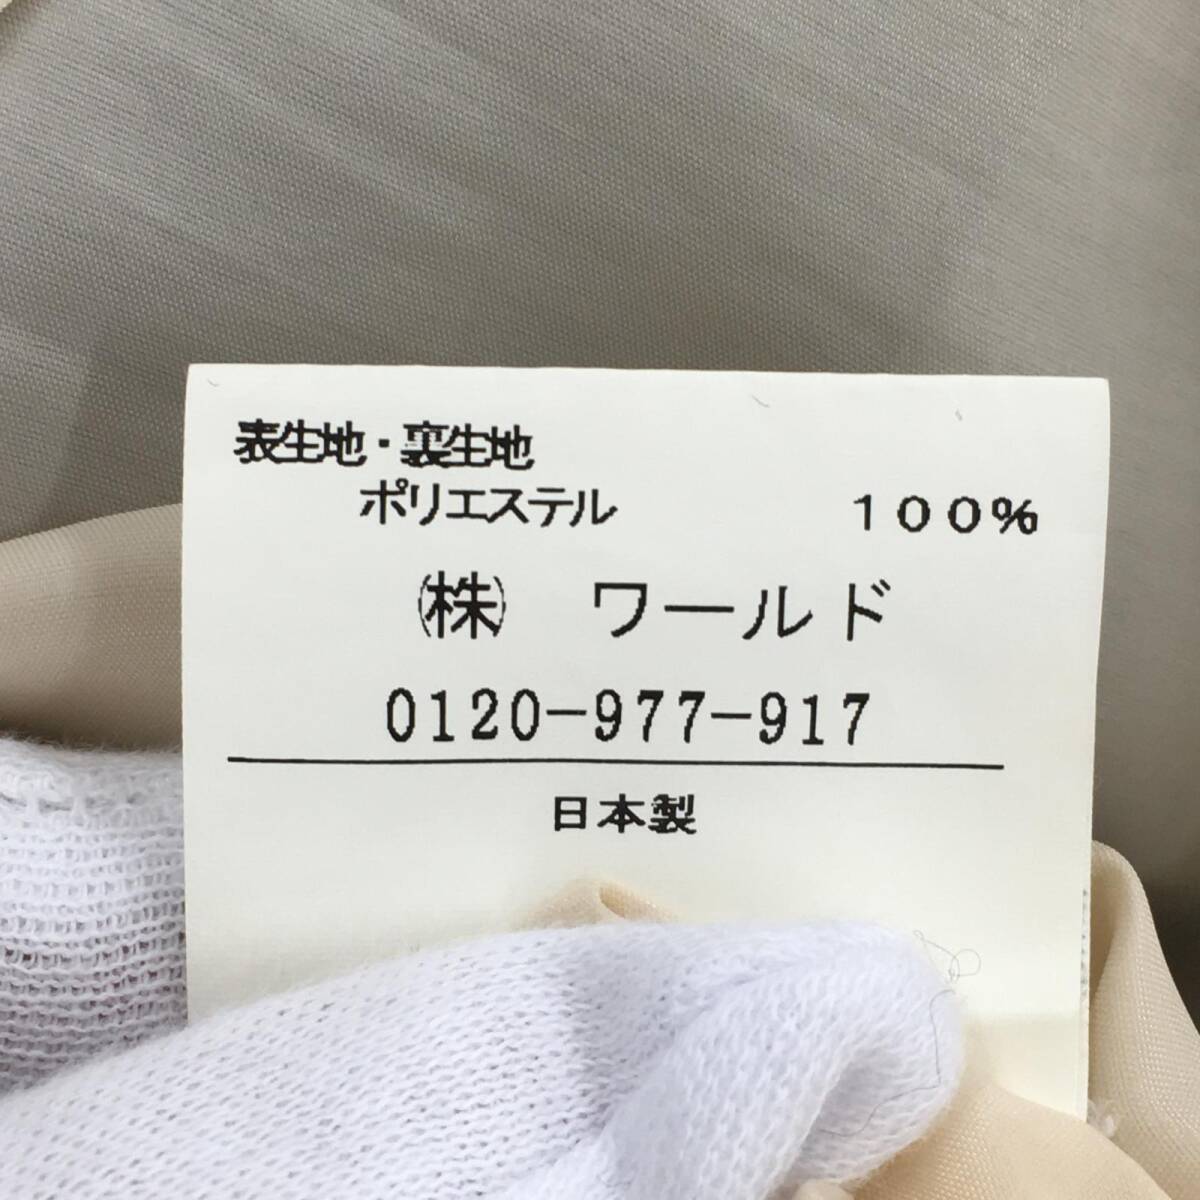 表生地・裏生地
ポリエステル 100%
㈱ ワールド
0120-977-917
日本製